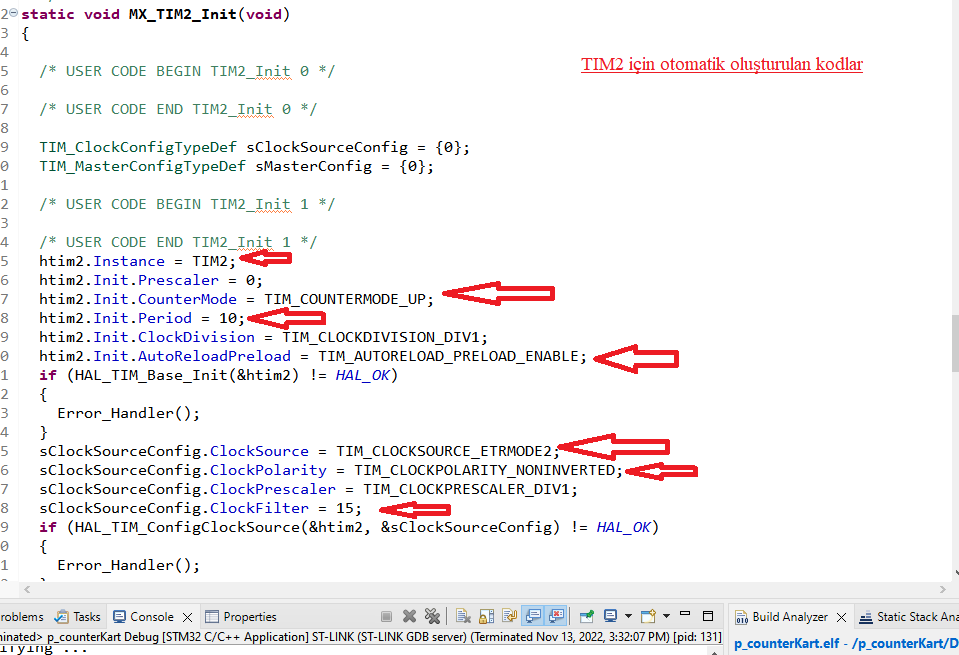 2 static void MX_TIM2_Init(void)
3 {
4
5 /* USER CODE BEGIN TIM2_Init 0 */
TIM2 için otomatik oluşturulan kodlar
6
7 /* USER CODE END TIM2_Init 0 */
8
9 TIM_ClockConfigTypeDef sClockSourceConfig = {0};
0 TIM_MasterConfigTypeDef sMasterConfig = {0};
1
2 /* USER CODE BEGIN TIM2_Init 1 */
3
4 /* USER CODE END TIM2_Init 1 */
5 htim2.Instance = TIM2;
6 htim2.Init.Prescaler = 0;
7 htim2.Init.CounterMode = TIM_COUNTERMODE_UP;
8 htim2.Init.Period = 10;
9 htim2.Init.ClockDivision = TIM_CLOCKDIVISION_DIV1;
0 htim2.Init.AutoReloadPreload = TIM_AUTORELOAD_PRELOAD_ENABLE;
1 if (HAL_TIM_Base_Init(&htim2) != HAL_OK)
2 {
3 Error_Handler();
4 }
5 sClockSourceConfig.ClockSource = TIM_CLOCKSOURCE_ETRMODE2;
6 sClockSourceConfig.ClockPolarity = TIM_CLOCKPOLARITY_NONINVERTED;
7 sClockSourceConfig.ClockPrescaler = TIM_CLOCKPRESCALER_DIV1;
8 sClockSourceConfig.ClockFilter = 15;
9 if (HAL_TIM_ConfigClockSource(&htim2, &sClockSourceConfig) != HAL_OK)
0 {
1 Error_Handler();
roblems Tasks Console Properties
Build Analyzer Static Stack Ana
minated> p_counterKart Debug [STM32 C/C++ Application] ST-LINK (ST-LINK GDB server) (Terminated Nov 13, 2022, 3:32:07 PM) [pid: 131]
p_counterKart.elf - /p_counterKart/D
ifying ...